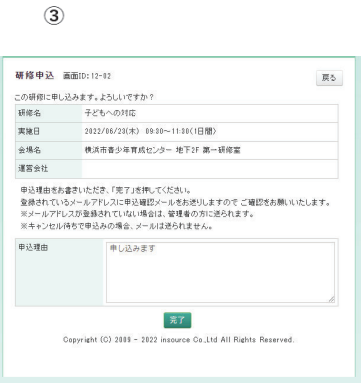 ③
研修申込 画面ID:12-02
戻る
この研修に申し込みます。よろしいですか?
研修名 子どもへの対応
実施日 2022/06/23(木) 09:30~11:30(1日間)
会場名 横浜市青少年育成センター 地下2F 第一研修室
運営会社
申込理由をお書きいただき、「完了」を押してください。
登録されているメールアドレスに申込確認メールをお送りしますので ご確認をお願いいたします。
※メールアドレスが登録されていない場合は、管理者の方に送られます。
※キャンセル待ちで申込みの場合、メールは送られません。
申込理由 申し込みます
完了
Copyright (C) 2009 - 2022 insource Co.,Ltd All Rights Reserved.